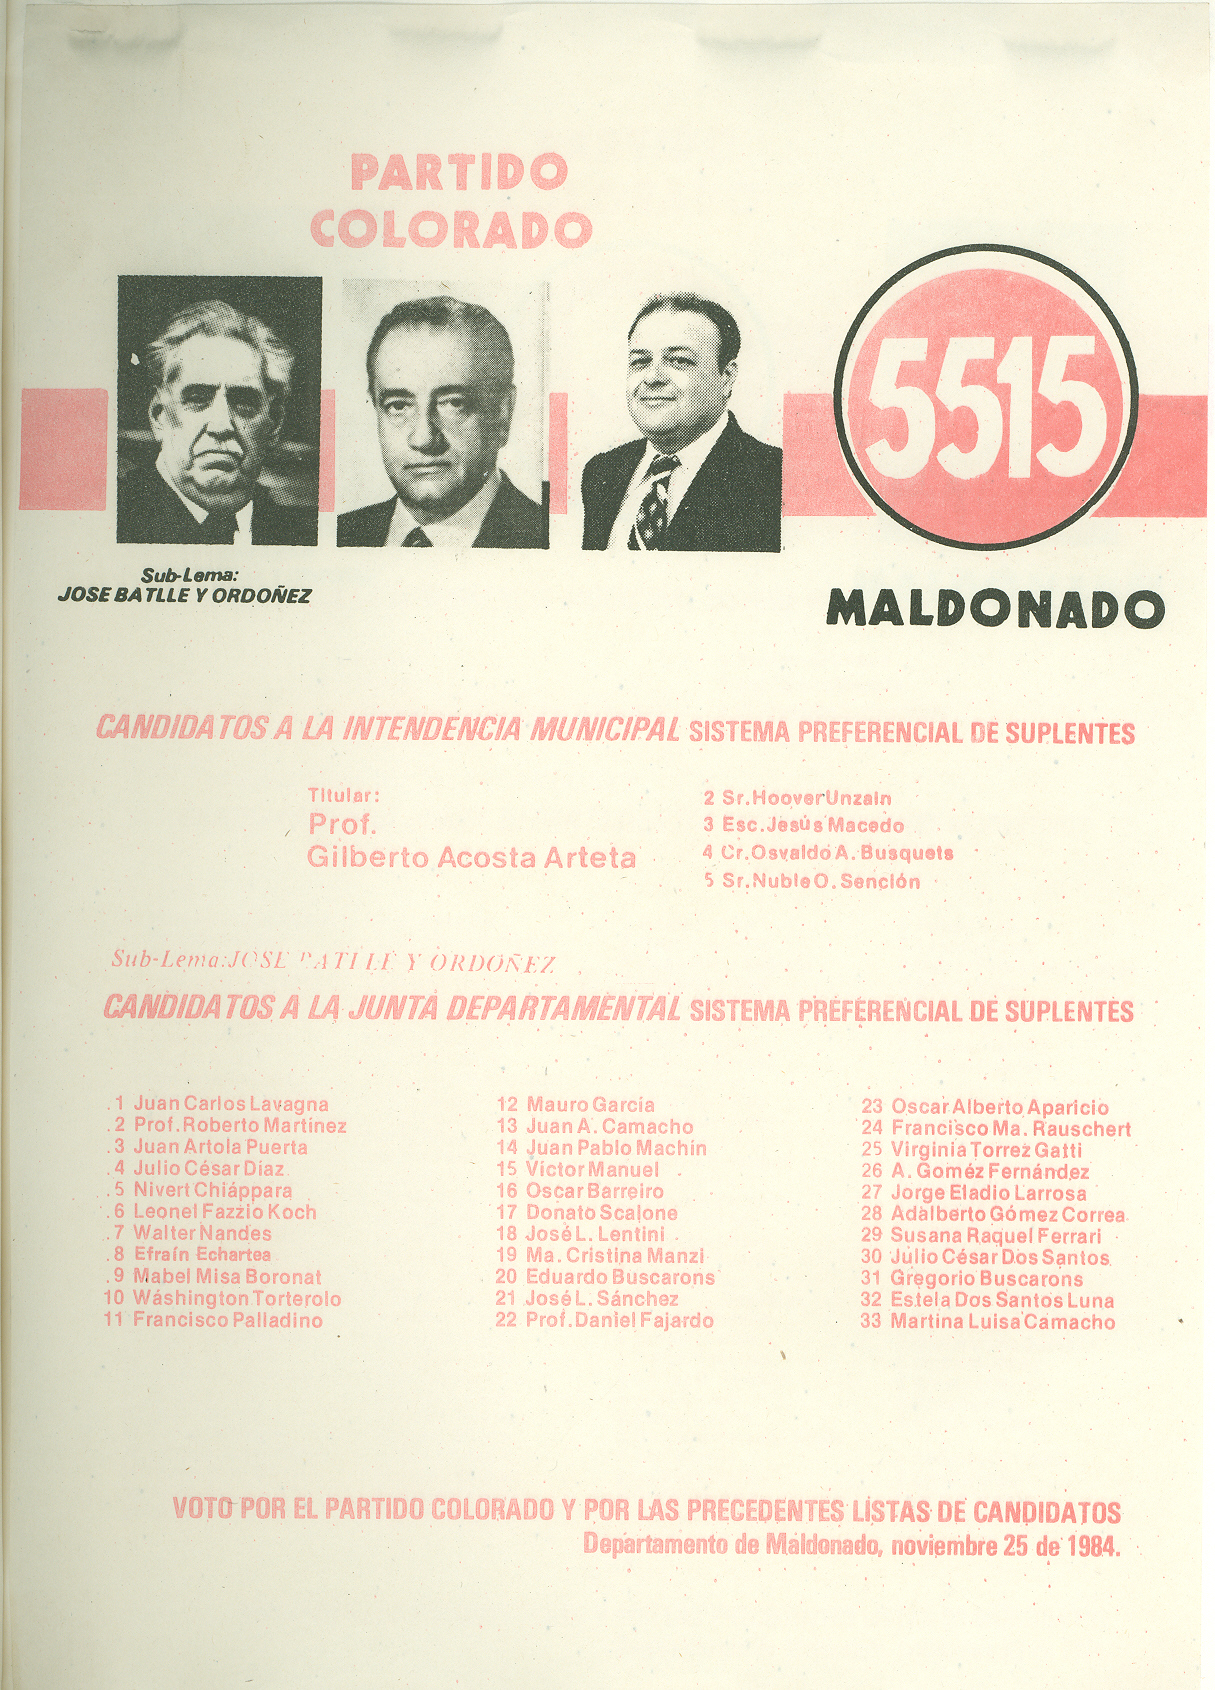 PARTIDO
COLORADO
5515
Sub-Lema:
JOSE BATLLE Y ORDOÑEZ
MALDONADO
CANDIDATOS A LA INTENDENCIA MUNICIPAL SISTEMA PREFERENCIAL DE SUPLENTES
Titular:
Prof.
Gilberto Acosta Arteta
2 Sr. Hoover Unzain
3 Esc. Jesús Macedo
4 Cr. Osvaldo A. Busquets
5 Sr. Nuble O. Sención
Sub-Lema: JOSE BATLLE Y ORDOÑEZ
CANDIDATOS A LA JUNTA DEPARTAMENTAL SISTEMA PREFERENCIAL DE SUPLENTES
.1 Juan Carlos Lavagna
.2 Prof. Roberto Martínez
.3 Juan Artola Puerta
.4 Julio César Díaz
.5 Nivert Chiáppara
.6 Leonel Fazzio Koch
.7 Walter Nandes
.8 Efraín Echartea
.9 Mabel Misa Boronat
10 Wáshington Torterolo
11 Francisco Palladino
12 Mauro García
13 Juan A. Camacho
14 Juan Pablo Machín
15 Víctor Manuel
16 Oscar Barreiro
17 Donato Scalone
18 José L. Lentini
19 Ma. Cristina Manzi
20 Eduardo Buscarons
21 José L. Sánchez
22 Prof. Daniel Fajardo
23 Oscar Alberto Aparicio
24 Francisco Ma. Rauschert
25 Virginia Torrez Gatti
26 A. Goméz Fernández
27 Jorge Eladio Larrosa
28 Adalberto Gómez Correa
29 Susana Raquel Ferrari
30 Julio César Dos Santos
31 Gregorio Buscarons
32 Estela Dos Santos Luna
33 Martina Luisa Camacho
VOTO POR EL PARTIDO COLORADO Y POR LAS PRECEDENTES LISTAS DE CANDIDATOS
Departamento de Maldonado, noviembre 25 de 1984.